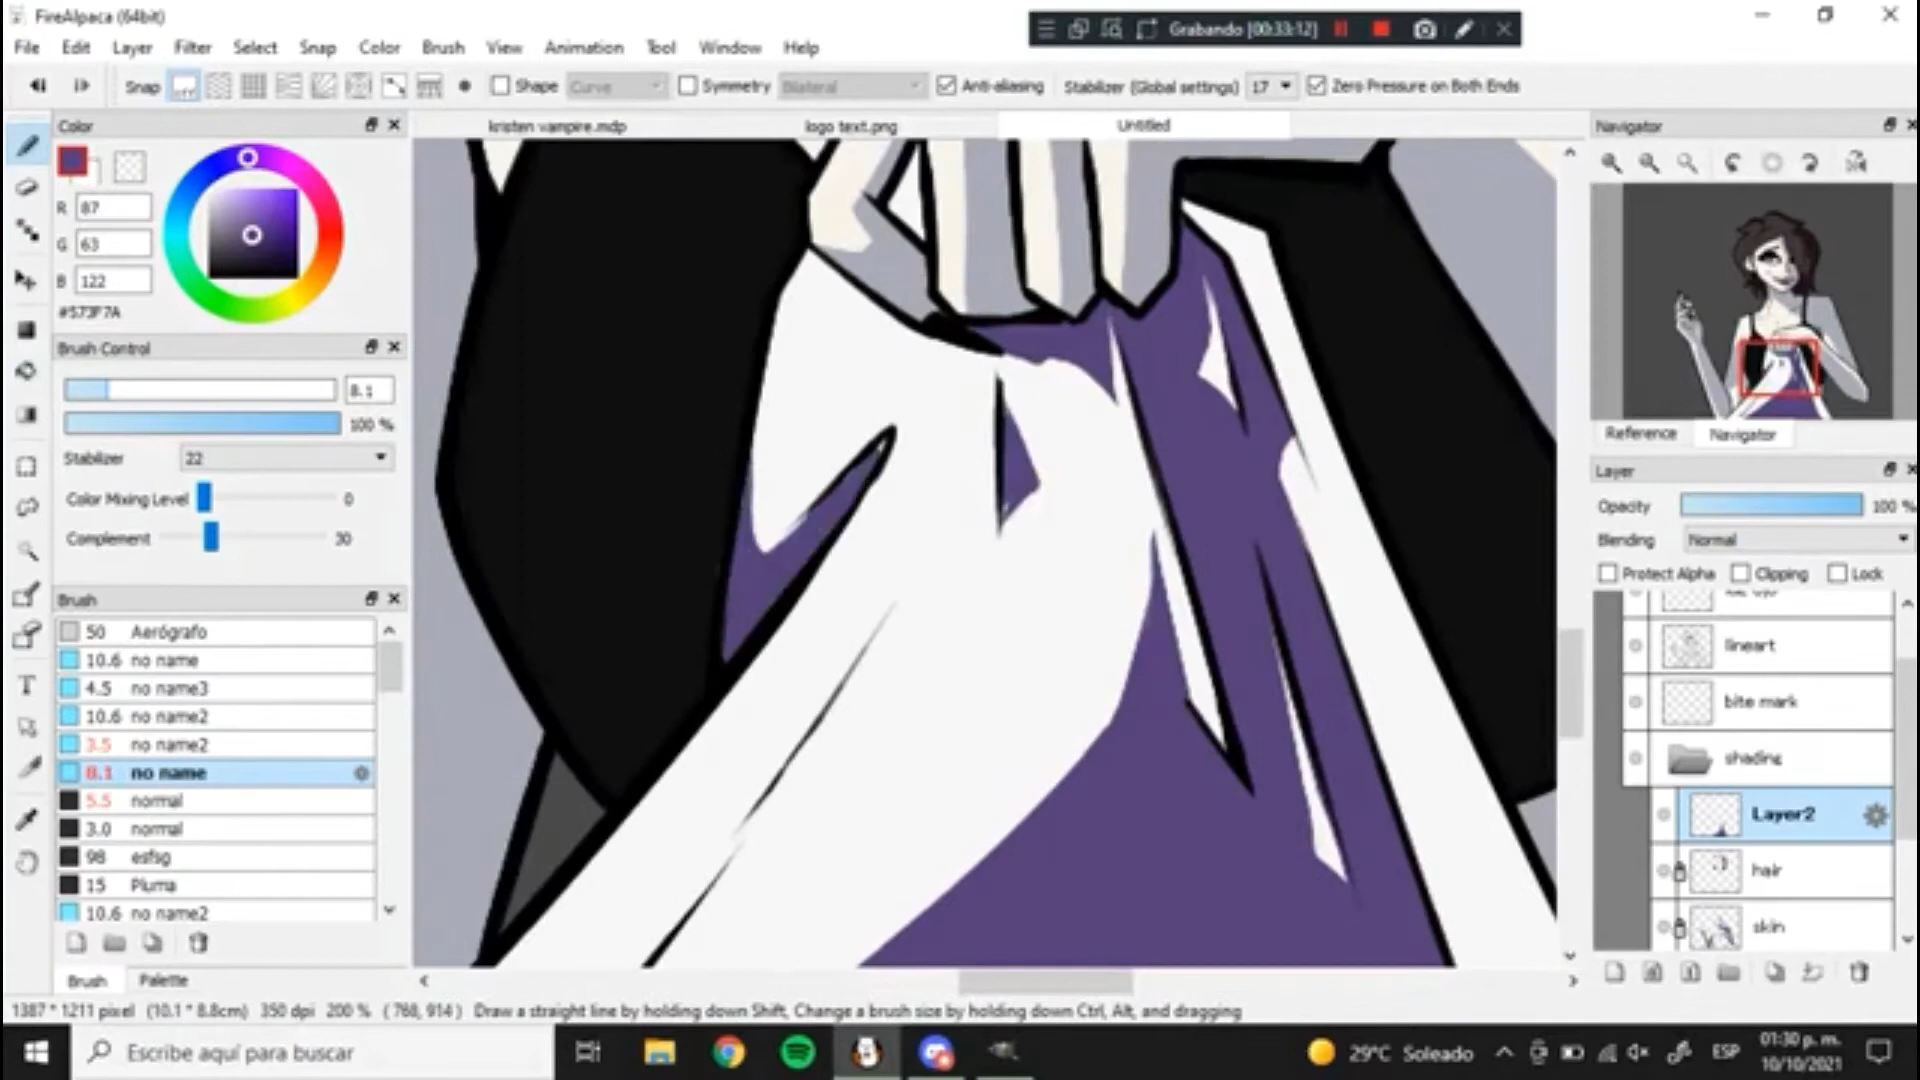 FireAlpaca (64bit)
Grabando [00:33:12]
File Edit Layer Filter Select Snap Color Brush View Animation Tool Window Help
Snap Shape Curve Symmetry Bilateral Anti-aliasing Stabilizer (Global settings) 17 Zero Pressure on Both Ends
Color
kristen vampire.mdp logo text.png Untitled
Navigator
R 87
G 63
B 122
#573F7A
Brush Control
8.1
100 %
Stabilizer 22
Color Mixing Level 0
Complement 30
Reference Navigator
Layer
Opacity 100 %
Blending Normal
Protect Alpha Clipping Lock
lineart
bite mark
shading
Layer2
hair
skin
Brush
50 Aerógrafo
10.6 no name
4.5 no name3
10.6 no name2
3.5 no name2
8.1 no name
5.5 normal
3.0 normal
98 esfsg
15 Pluma
10.6 no name2
Brush Palette
1387 * 1211 pixel (10.1 * 8.8cm) 350 dpi 200 % ( 768, 914 ) Draw a straight line by holding down Shift, Change a brush size by holding down Ctrl, Alt, and dragging
Escribe aquí para buscar
29°C Soleado
ESP
01:30 p. m.
10/10/2021